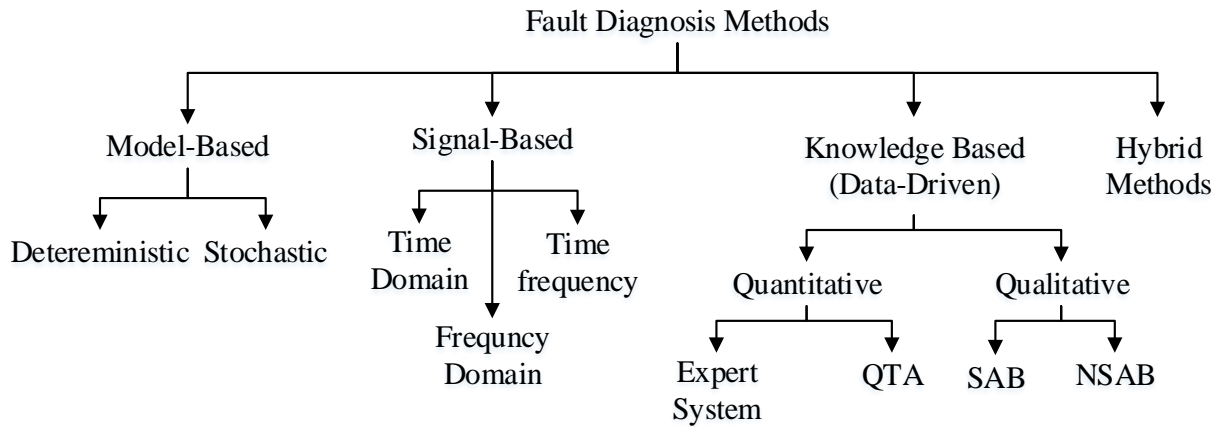 Fault Diagnosis Methods
Model-Based
Signal-Based
Knowledge Based
(Data-Driven)
Hybrid
Methods
Detereministic
Stochastic
Time
Domain
Time
frequency
Frequncy
Domain
Quantitative
Qualitative
Expert
System
QTA
SAB
NSAB